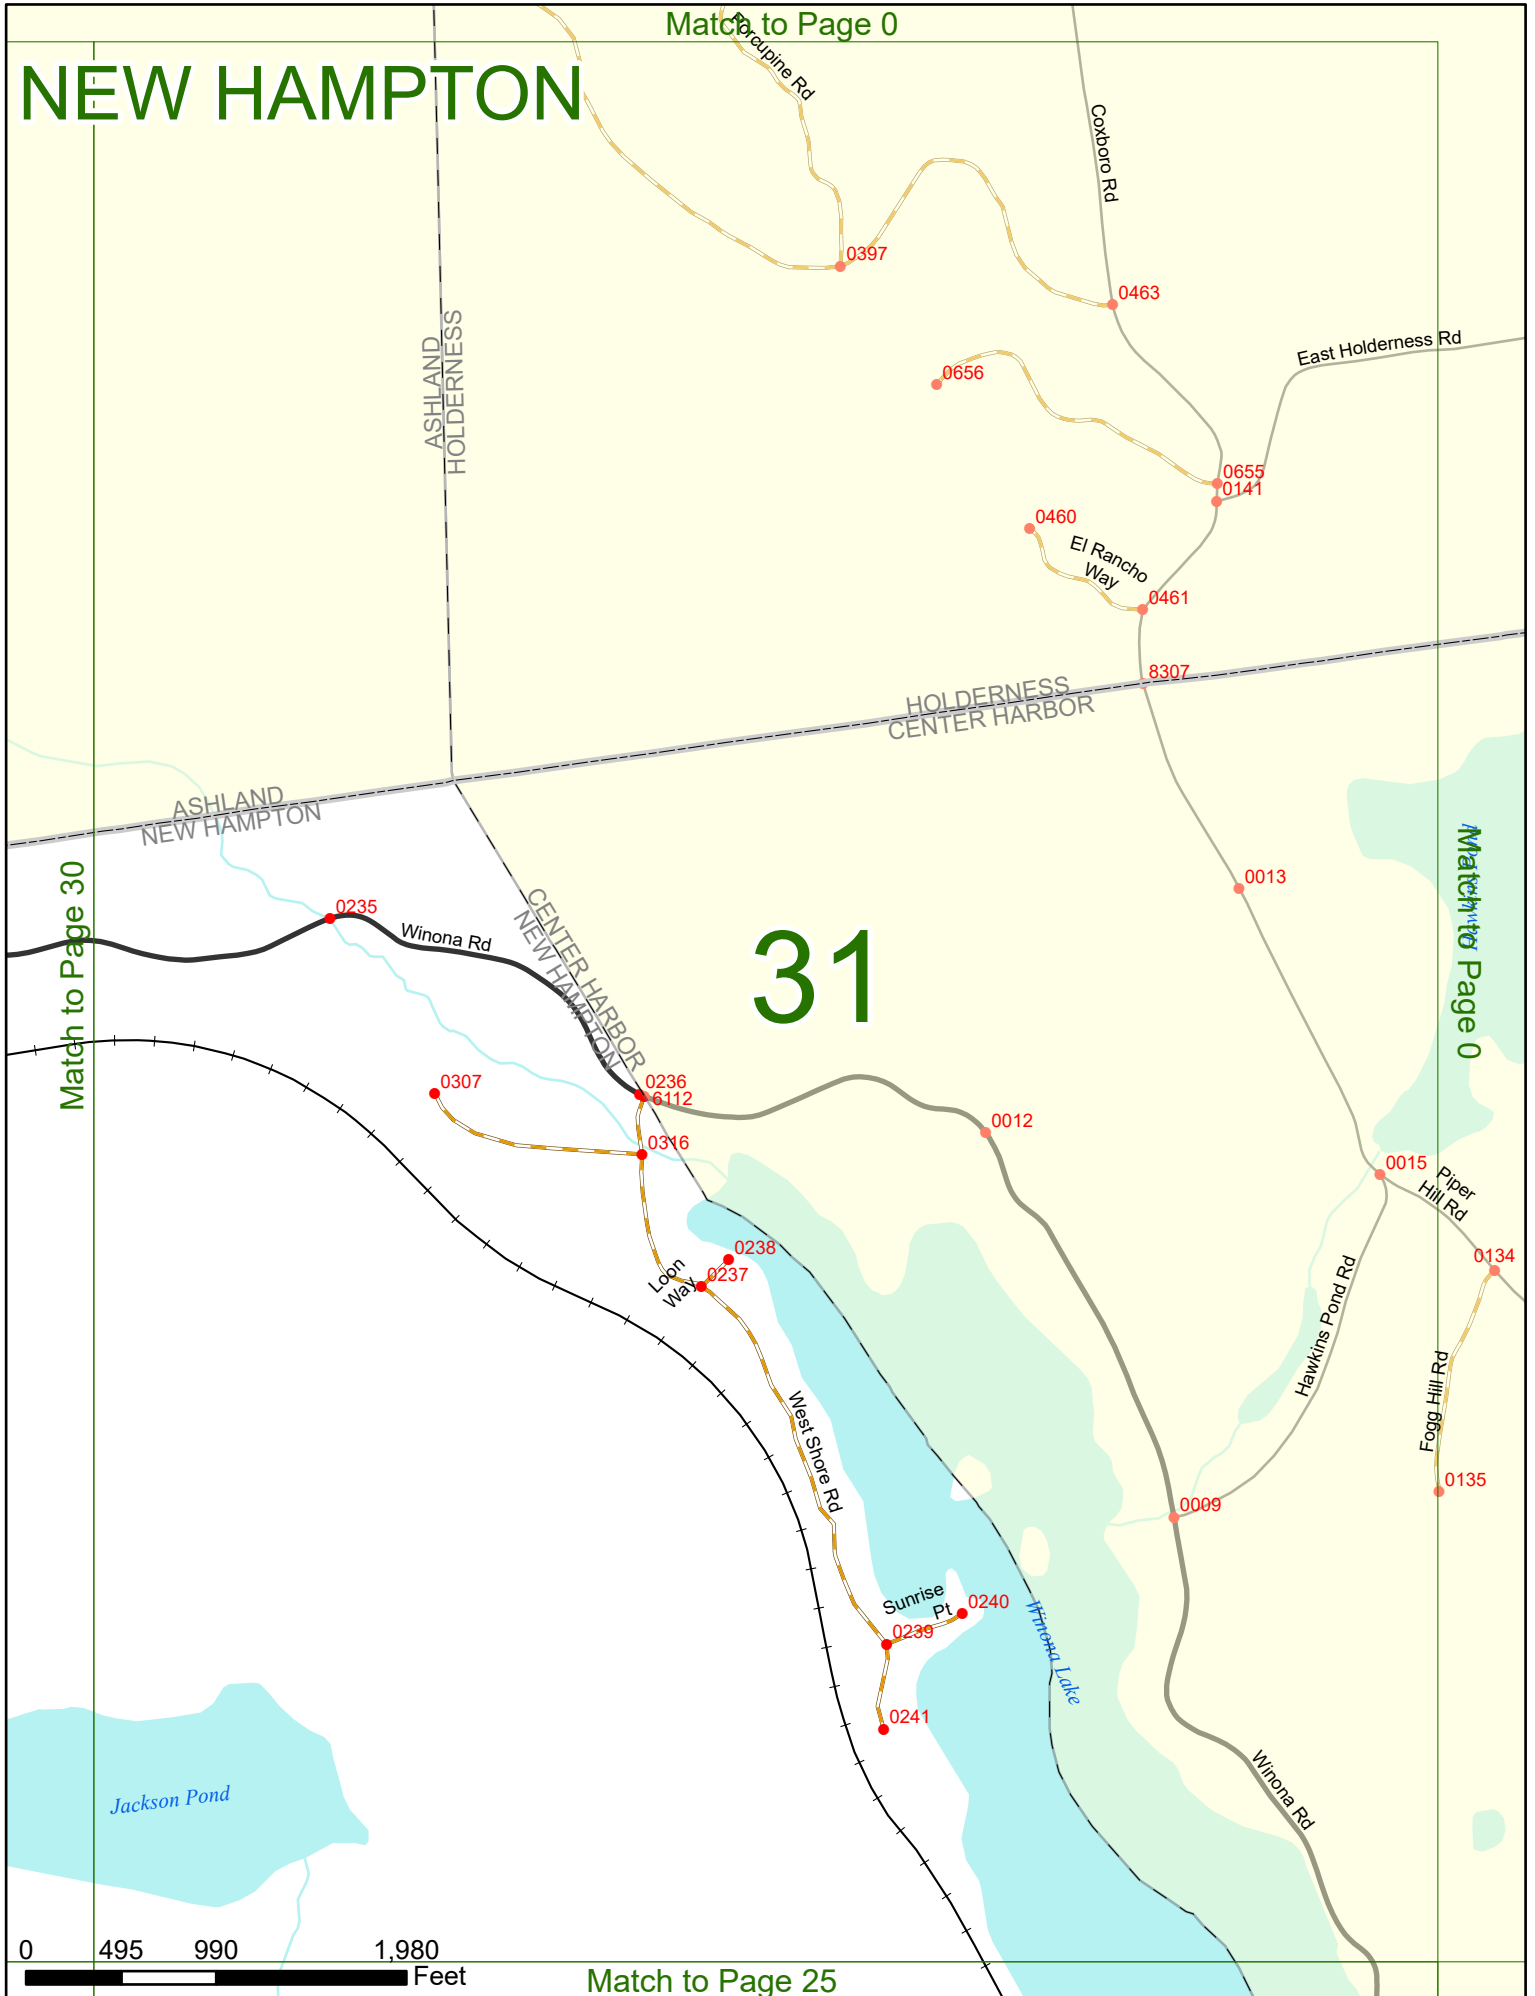 Match to Page 0
NEW HAMPTON
Porcupine Rd
Coxboro Rd
0397
0463
East Holderness Rd
ASHLAND
HOLDERNESS
0656
0655
0141
0460
El Rancho
Way
0461
8307
HOLDERNESS
CENTER HARBOR
ASHLAND
NEW HAMPTON
Match to Page 30
Match to Page 0
0013
0235
Winona Rd
CENTER HARBOR
NEW HAMPTON
31
0307
0236
6112
0012
0316
0015
Piper
Hill Rd
0238
0237
Loon
Way
0134
Hawkins Pond Rd
Fogg Hill Rd
West Shore Rd
0135
0009
Sunrise
Pt
0240
0239
Winona Lake
0241
Winona Rd
Jackson Pond
0 495 990 1,980
Feet
Match to Page 25